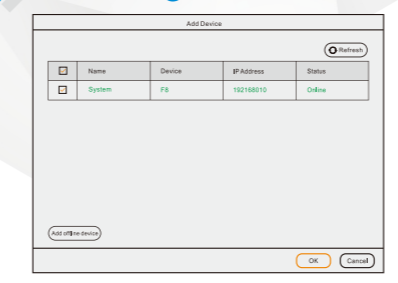 Add Device
Refresh
Name Device IP Address Status
System F8 192168010 Online
Add offline device
OK Cancel